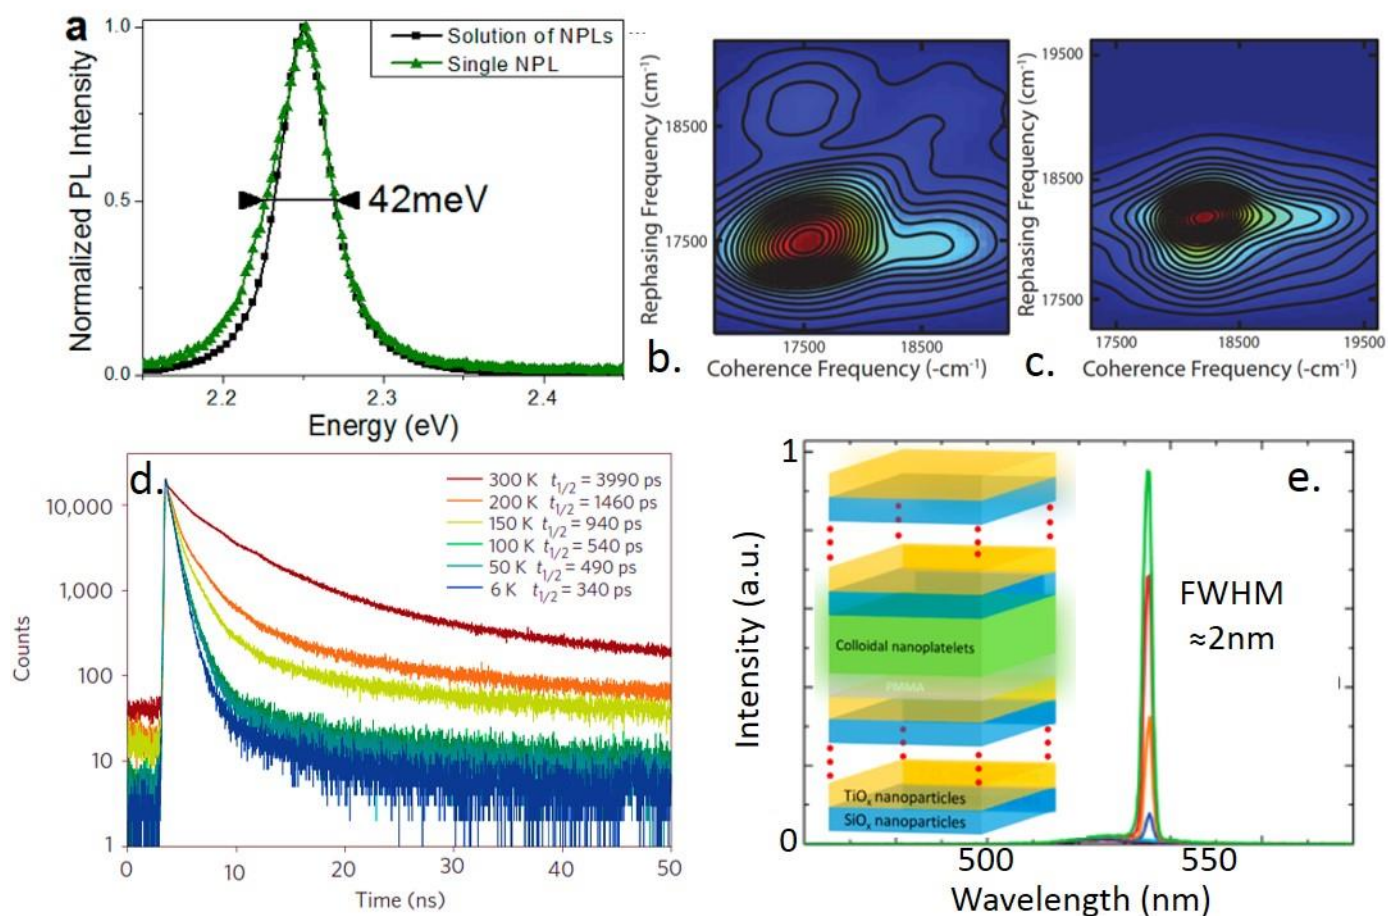 a
1.0
Solution of NPLs
Single NPL
Normalized PL Intensity
0.5
42meV
0.0
2.2
2.3
2.4
Energy (eV)
Rephasing Frequency (cm⁻¹)
18500
17500
17500
18500
b.
Coherence Frequency (-cm⁻¹)
Rephasing Frequency (cm⁻¹)
19500
18500
17500
17500
18500
19500
c.
Coherence Frequency (-cm⁻¹)
d.
10,000
1,000
100
10
1
Counts
300 K t1/2 = 3990 ps
200 K t1/2 = 1460 ps
150 K t1/2 = 940 ps
100 K t1/2 = 540 ps
50 K t1/2 = 490 ps
6 K t1/2 = 340 ps
0
10
20
30
40
50
Time (ns)
1
e.
Intensity (a.u.)
FWHM
≈2nm
Colloidal nanoplatelets
PMMA
TiOₓ nanoparticles
SiOₓ nanoparticles
0
500
550
Wavelength (nm)